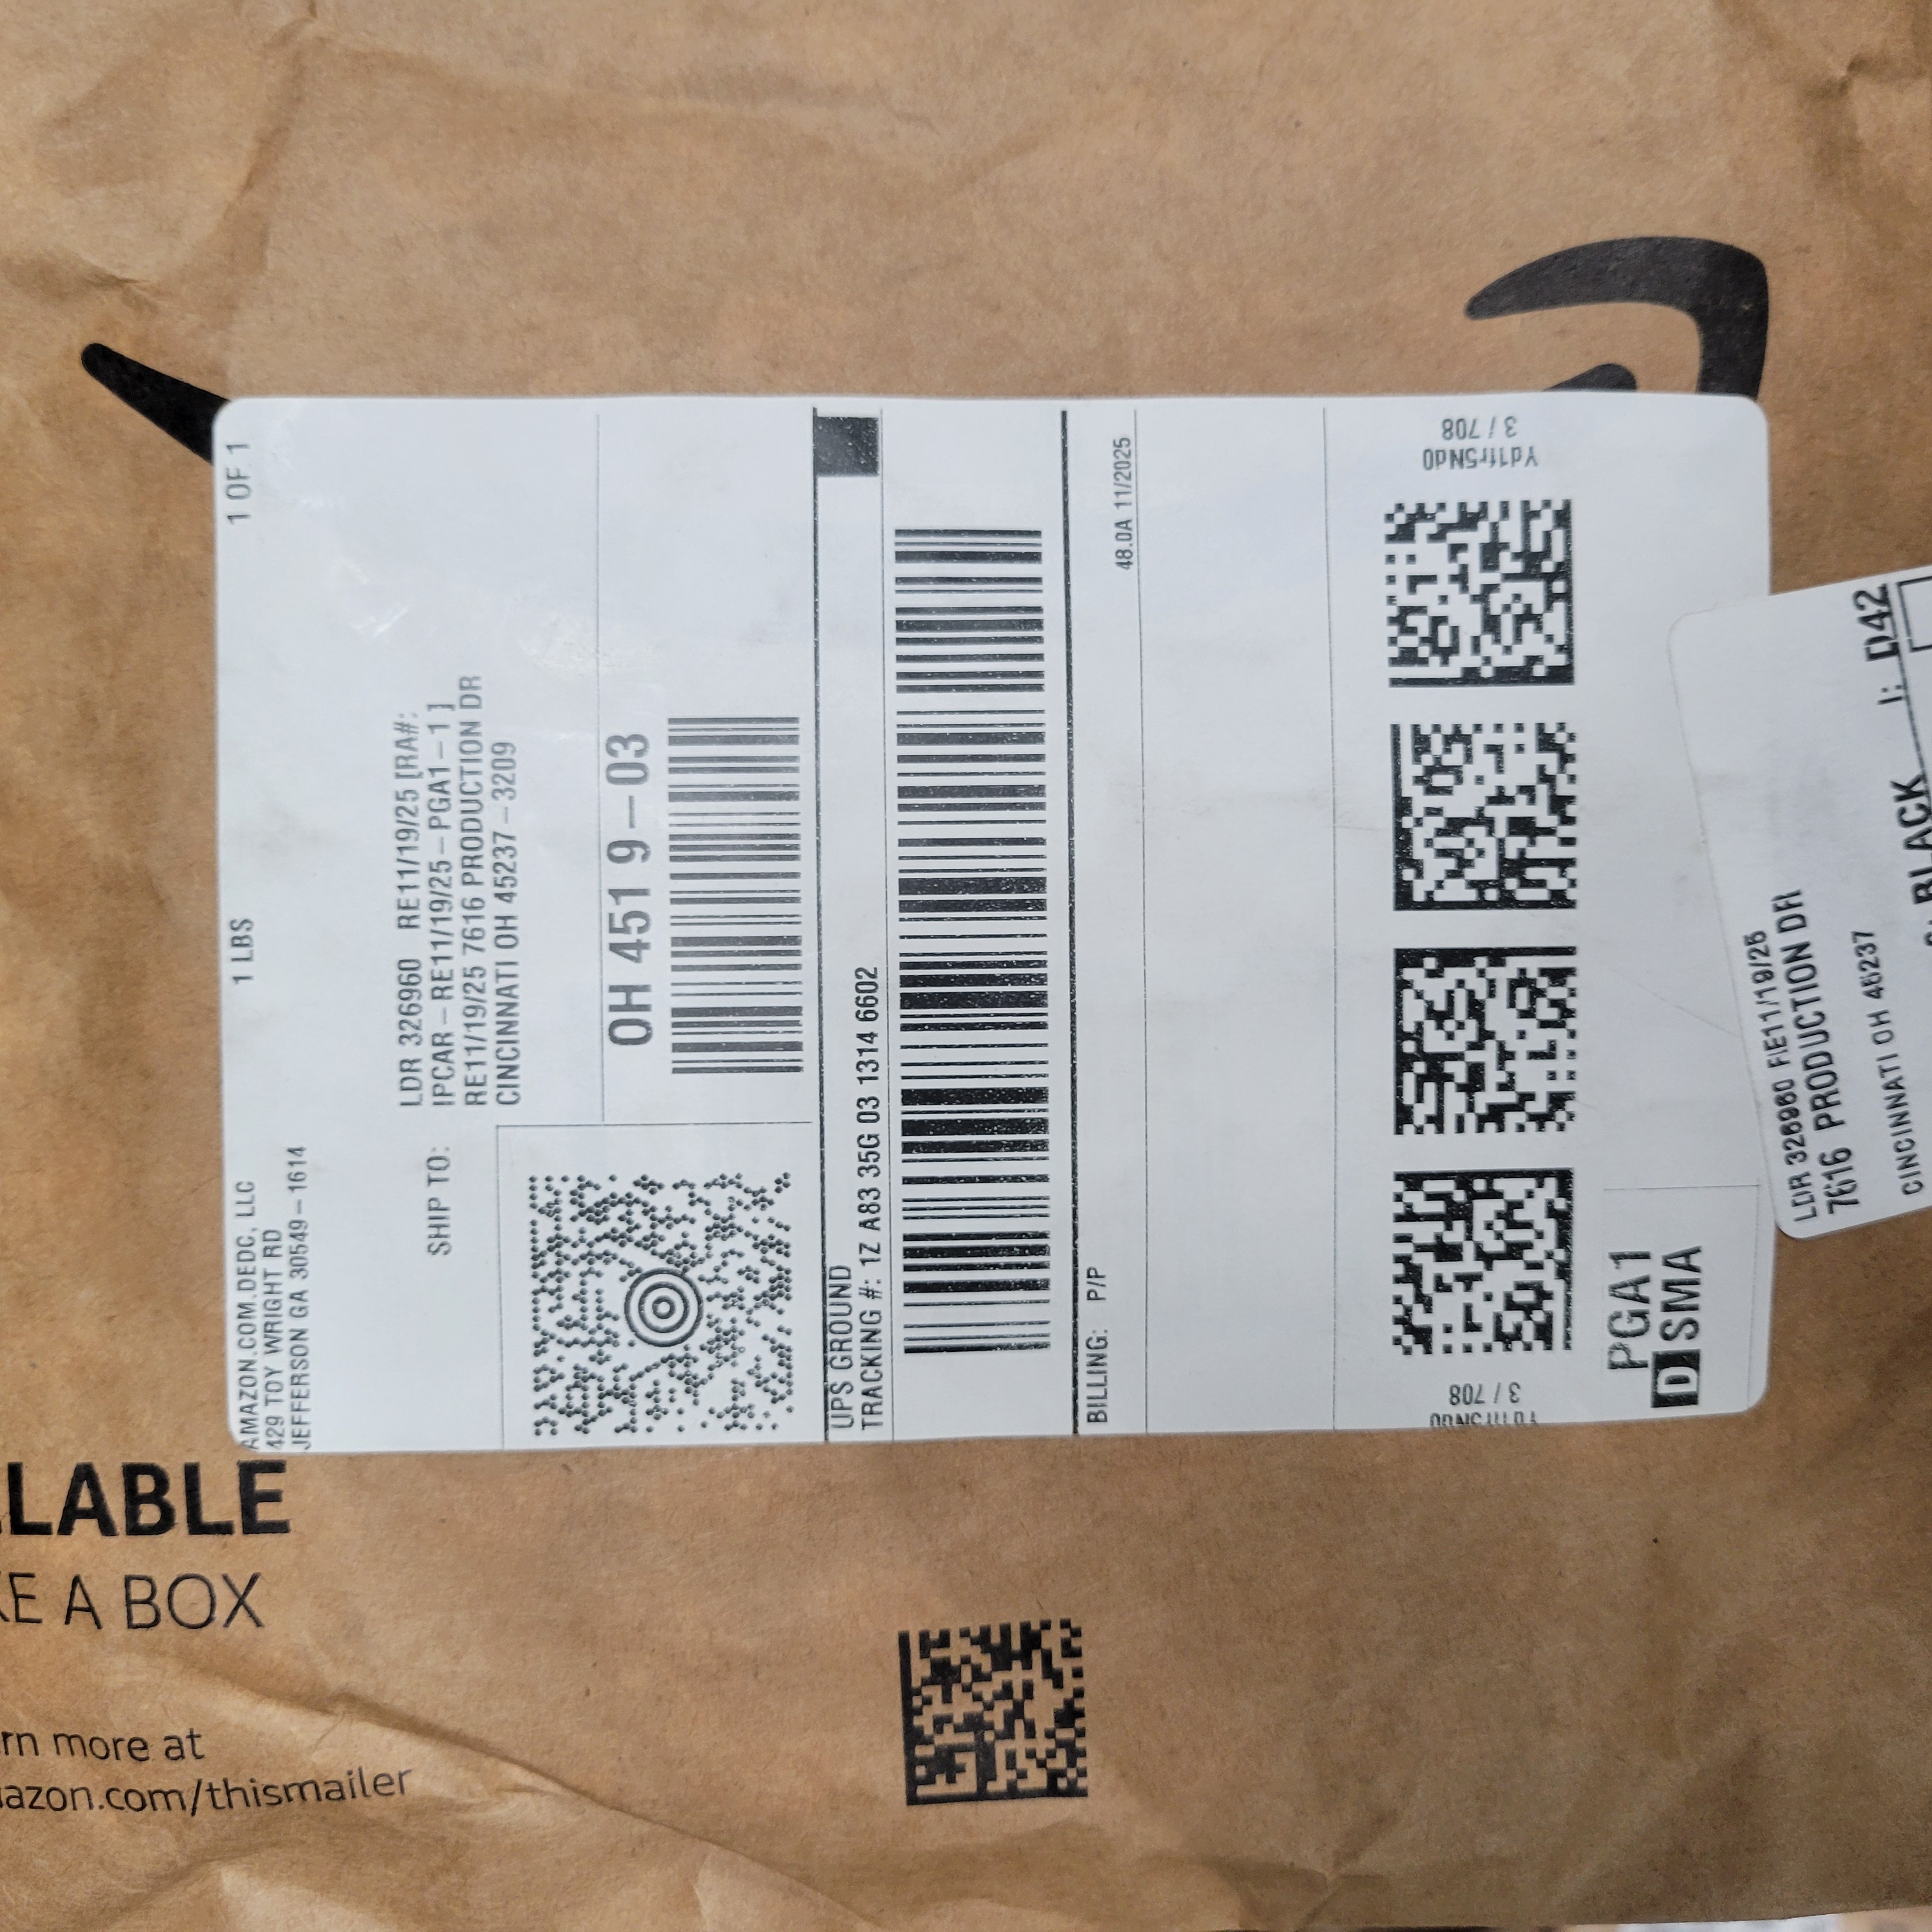 AMAZON.COM.DEDC, LLC
429 TOY WRIGHT RD
JEFFERSON GA 30549-1614
1 LBS
1 OF 1
SHIP TO:
LDR 326960 RE11/19/25 [RA#:
IPCAR-RE11/19/25-PGA1-1]
RE11/19/25 7616 PRODUCTION DR
CINCINNATI OH 45237-3209
OH 451 9-03
UPS GROUND
TRACKING #: 1Z A83 35G 03 1314 6602
BILLING: P/P
48.0A 11/2025
3 / 708
Yd1fr5Nd0
3 / 708
PGA1
D SMA
LDR 326960 RE11/19/25
7616 PRODUCTION DR
CINCINNATI OH 45237
I: D42
BLACK
LABLE
KE A BOX
rn more at
azon.com/thismailer